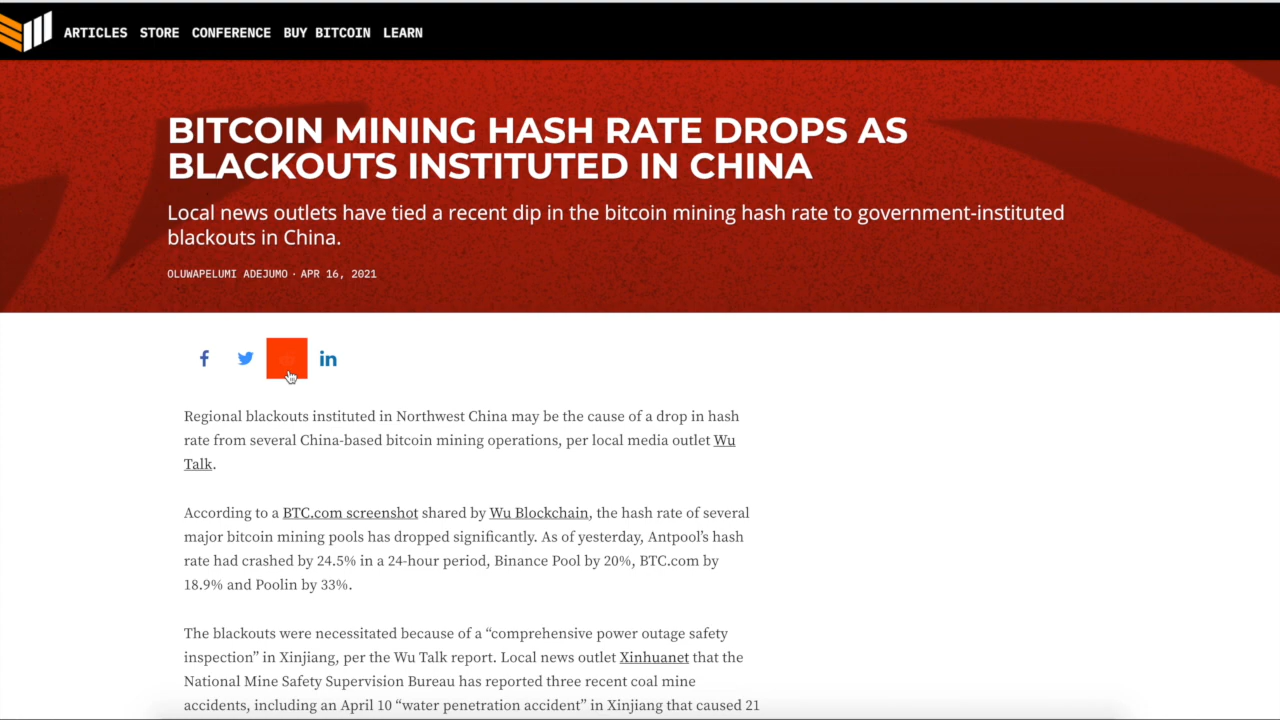 ARTICLES STORE CONFERENCE BUY BITCOIN LEARN
BITCOIN MINING HASH RATE DROPS AS
BLACKOUTS INSTITUTED IN CHINA
Local news outlets have tied a recent dip in the bitcoin mining hash rate to government-instituted
blackouts in China.
OLUWAPELUMI ADEJUMO · APR 16, 2021
Regional blackouts instituted in Northwest China may be the cause of a drop in hash
rate from several China-based bitcoin mining operations, per local media outlet Wu
Talk.
According to a BTC.com screenshot shared by Wu Blockchain, the hash rate of several
major bitcoin mining pools has dropped significantly. As of yesterday, Antpool’s hash
rate had crashed by 24.5% in a 24-hour period, Binance Pool by 20%, BTC.com by
18.9% and Poolin by 33%.
The blackouts were necessitated because of a “comprehensive power outage safety
inspection” in Xinjiang, per the Wu Talk report. Local news outlet Xinhuanet that the
National Mine Safety Supervision Bureau has reported three recent coal mine
accidents, including an April 10 “water penetration accident” in Xinjiang that caused 21